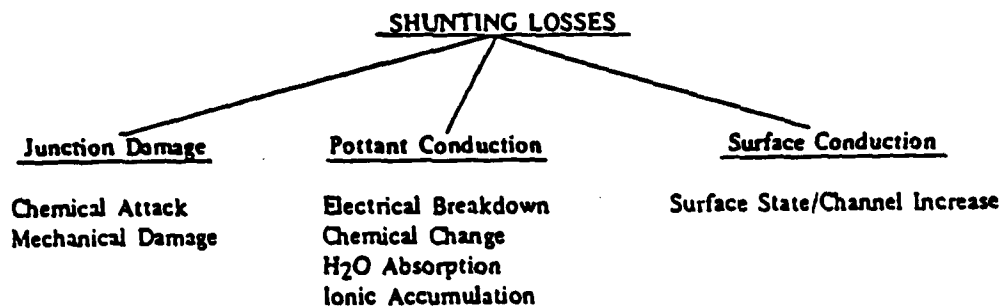 SHUNTING LOSSES
Junction Damage
Chemical Attack
Mechanical Damage
Pottant Conduction
Electrical Breakdown
Chemical Change
H₂O Absorption
Ionic Accumulation
Surface Conduction
Surface State/Channel Increase